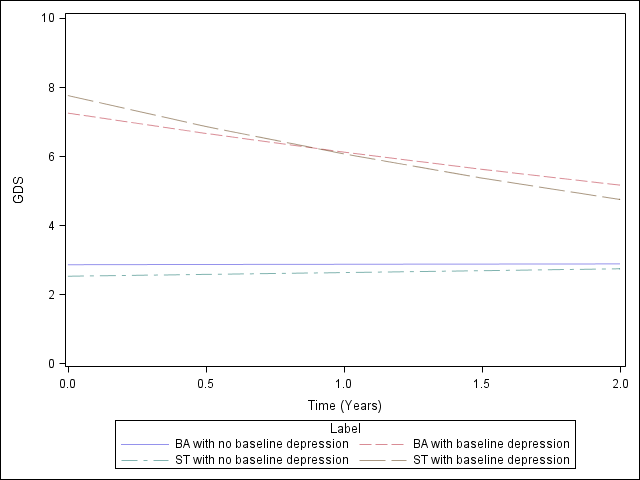 10
8
6
4
2
0
GDS
0.0 0.5 1.0 1.5 2.0
Time (Years)
Label
BA with no baseline depression BA with baseline depression
ST with no baseline depression ST with baseline depression